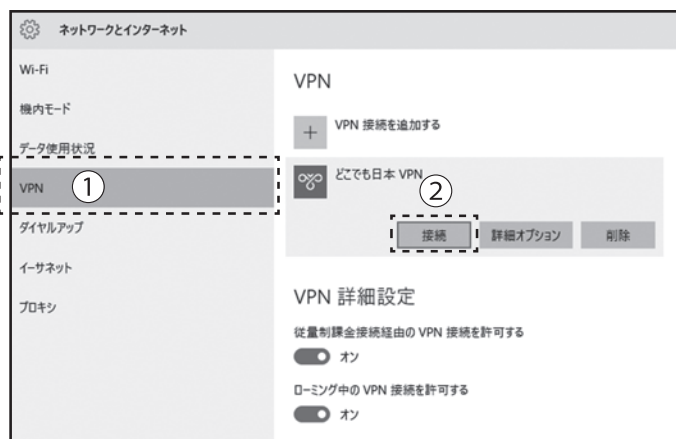 ネットワークとインターネット
Wi-Fi
機内モード
データ使用状況
VPN
①
ダイヤルアップ
イーサネット
プロキシ
VPN
+
VPN 接続を追加する
どこでも日本 VPN
②
接続
詳細オプション
削除
VPN 詳細設定
従量制課金接続経由の VPN 接続を許可する
オン
ローミング中の VPN 接続を許可する
オン